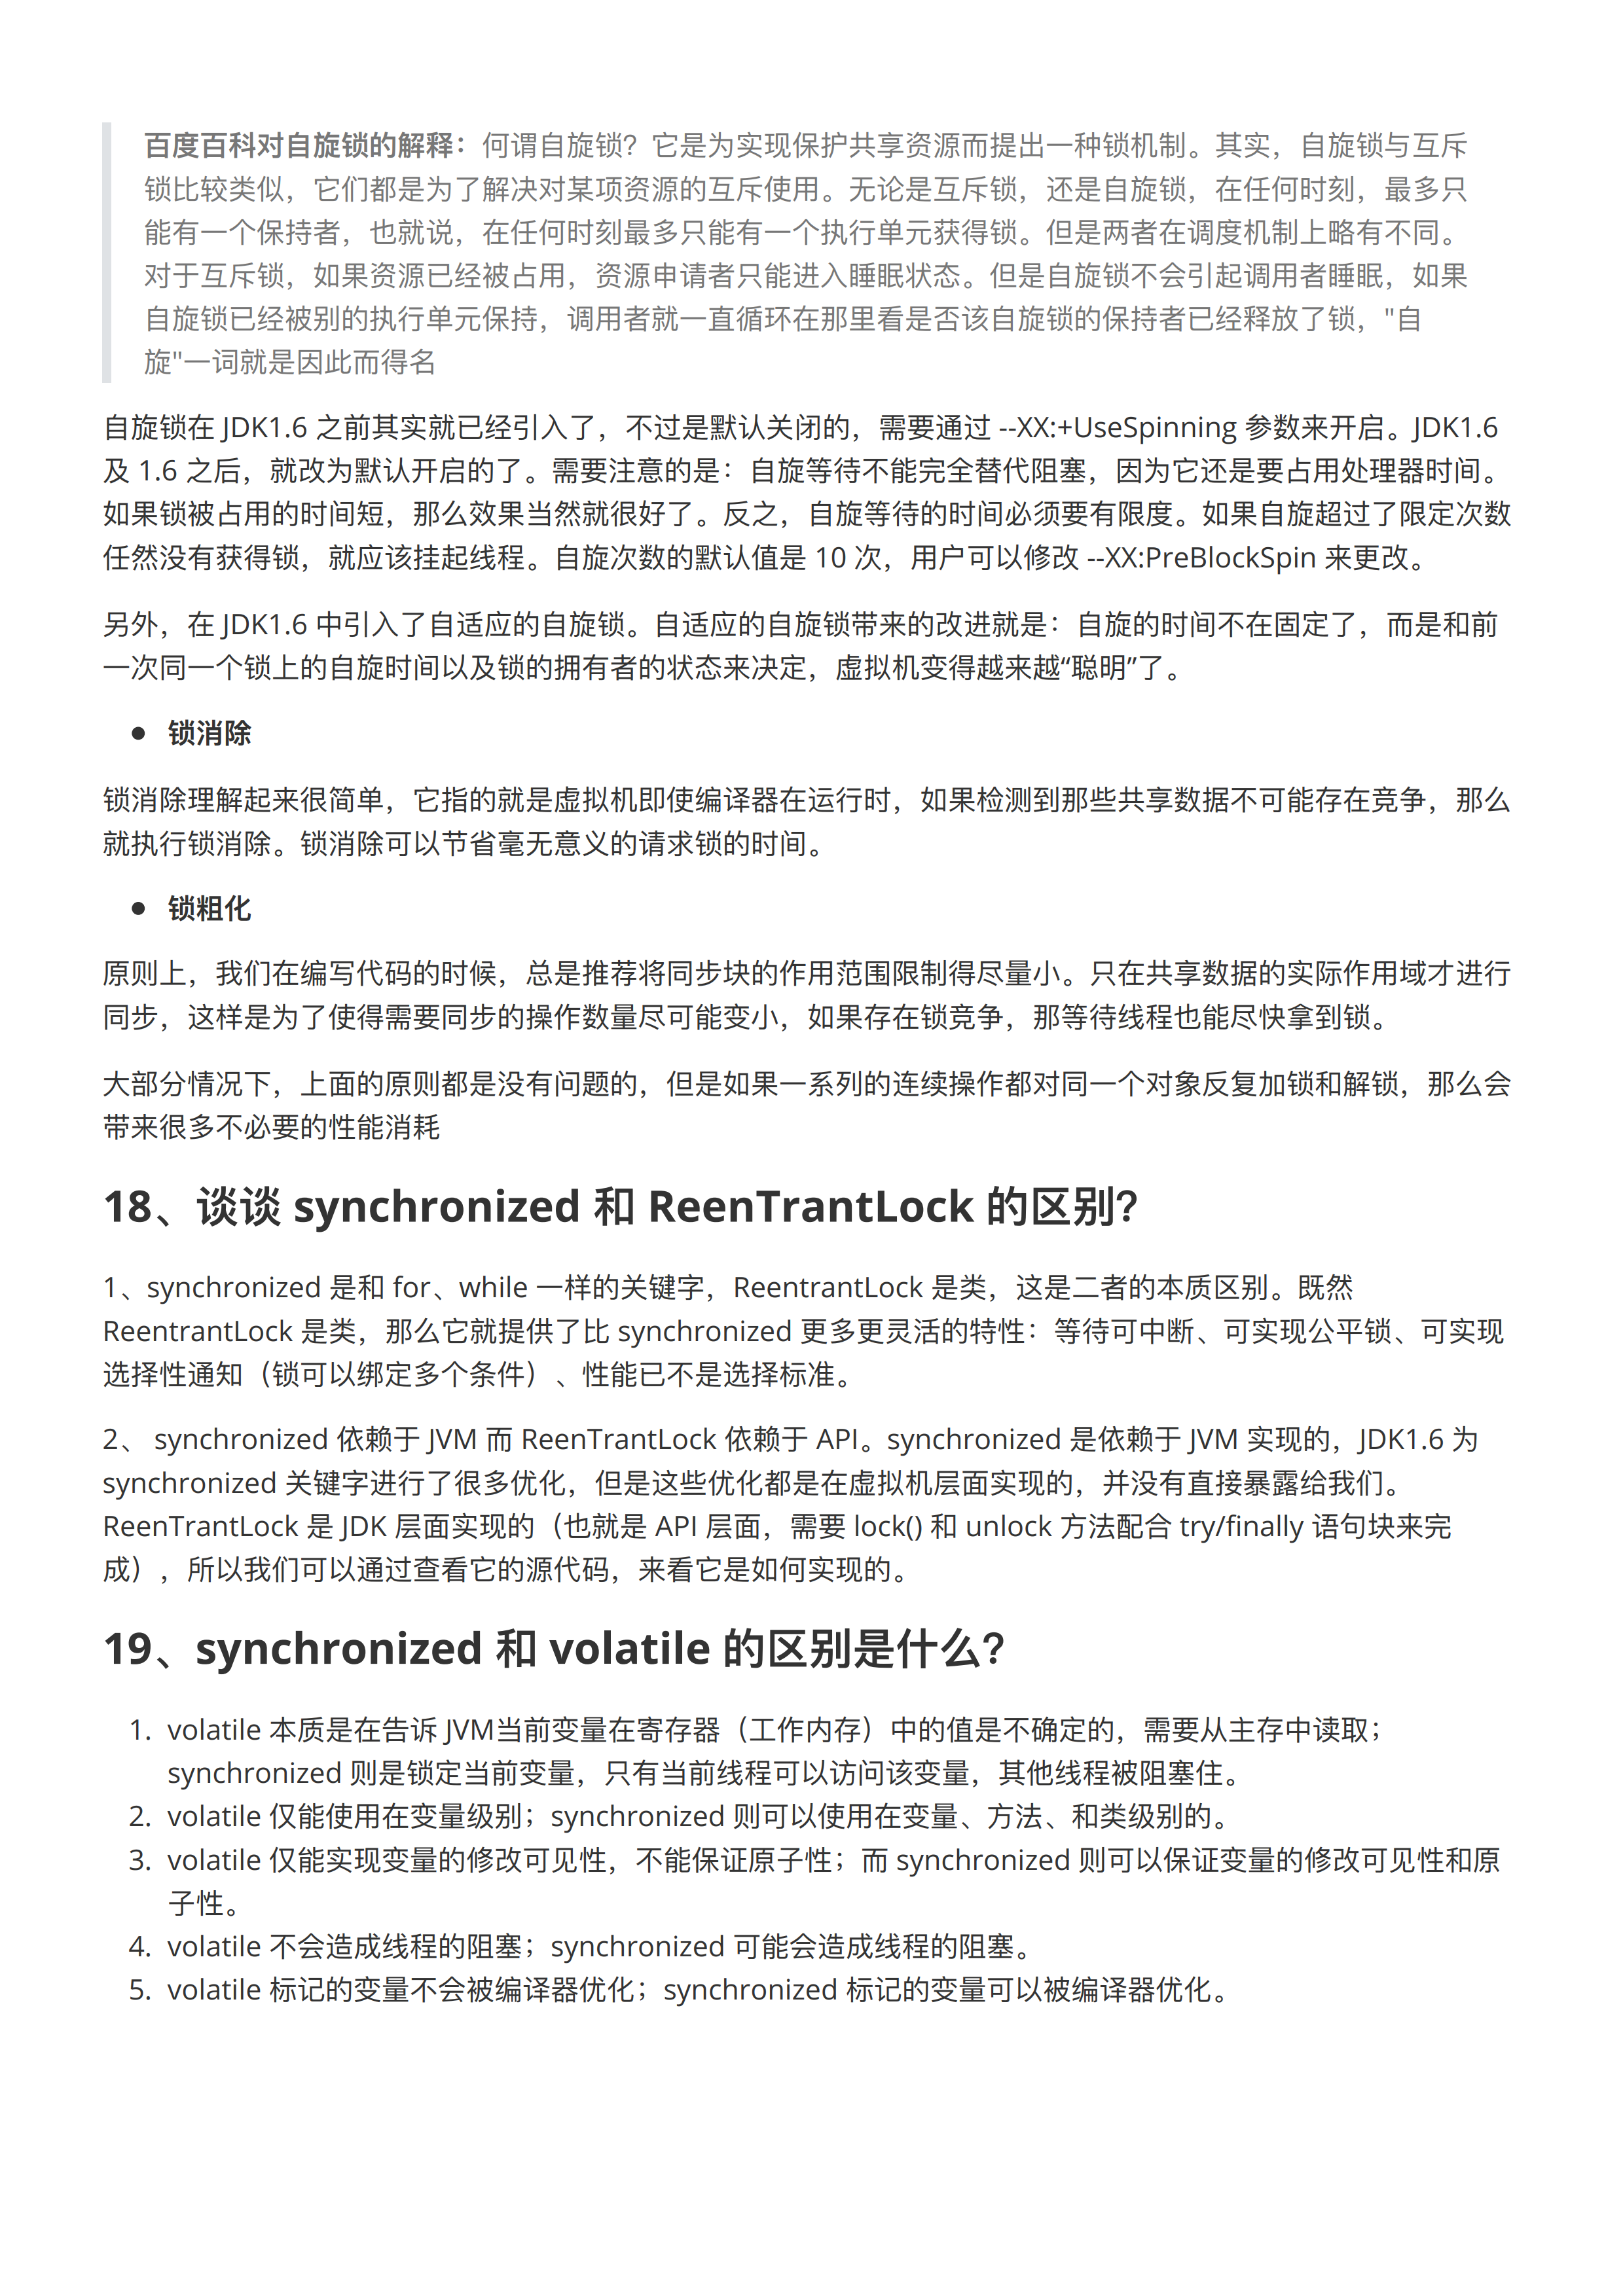 百度百科对自旋锁的解释：何谓自旋锁？它是为实现保护共享资源而提出一种锁机制。其实，自旋锁与互斥
锁比较类似，它们都是为了解决对某项资源的互斥使用。无论是互斥锁，还是自旋锁，在任何时刻，最多只
能有一个保持者，也就说，在任何时刻最多只能有一个执行单元获得锁。但是两者在调度机制上略有不同。
对于互斥锁，如果资源已经被占用，资源申请者只能进入睡眠状态。但是自旋锁不会引起调用者睡眠，如果
自旋锁已经被别的执行单元保持，调用者就一直循环在那里看是否该自旋锁的保持者已经释放了锁，"自
旋"一词就是因此而得名
自旋锁在 JDK1.6 之前其实就已经引入了，不过是默认关闭的，需要通过 --XX:+UseSpinning 参数来开启。JDK1.6
及 1.6 之后，就改为默认开启的了。需要注意的是：自旋等待不能完全替代阻塞，因为它还是要占用处理器时间。
如果锁被占用的时间短，那么效果当然就很好了。反之，自旋等待的时间必须要有限度。如果自旋超过了限定次数
任然没有获得锁，就应该挂起线程。自旋次数的默认值是 10 次，用户可以修改 --XX:PreBlockSpin 来更改。
另外，在 JDK1.6 中引入了自适应的自旋锁。自适应的自旋锁带来的改进就是：自旋的时间不在固定了，而是和前
一次同一个锁上的自旋时间以及锁的拥有者的状态来决定，虚拟机变得越来越“聪明”了。
● 锁消除
锁消除理解起来很简单，它指的就是虚拟机即使编译器在运行时，如果检测到那些共享数据不可能存在竞争，那么
就执行锁消除。锁消除可以节省毫无意义的请求锁的时间。
● 锁粗化
原则上，我们在编写代码的时候，总是推荐将同步块的作用范围限制得尽量小。只在共享数据的实际作用域才进行
同步，这样是为了使得需要同步的操作数量尽可能变小，如果存在锁竞争，那等待线程也能尽快拿到锁。
大部分情况下，上面的原则都是没有问题的，但是如果一系列的连续操作都对同一个对象反复加锁和解锁，那么会
带来很多不必要的性能消耗
18、谈谈 synchronized 和 ReenTrantLock 的区别？
1、synchronized 是和 for、while 一样的关键字，ReentrantLock 是类，这是二者的本质区别。既然
ReentrantLock 是类，那么它就提供了比 synchronized 更多更灵活的特性：等待可中断、可实现公平锁、可实现
选择性通知（锁可以绑定多个条件）、性能已不是选择标准。
2、 synchronized 依赖于 JVM 而 ReenTrantLock 依赖于 API。synchronized 是依赖于 JVM 实现的，JDK1.6 为
synchronized 关键字进行了很多优化，但是这些优化都是在虚拟机层面实现的，并没有直接暴露给我们。
ReenTrantLock 是 JDK 层面实现的（也就是 API 层面，需要 lock() 和 unlock 方法配合 try/finally 语句块来完
成），所以我们可以通过查看它的源代码，来看它是如何实现的。
19、synchronized 和 volatile 的区别是什么？
1. volatile 本质是在告诉 JVM当前变量在寄存器（工作内存）中的值是不确定的，需要从主存中读取；
synchronized 则是锁定当前变量，只有当前线程可以访问该变量，其他线程被阻塞住。
2. volatile 仅能使用在变量级别；synchronized 则可以使用在变量、方法、和类级别的。
3. volatile 仅能实现变量的修改可见性，不能保证原子性；而 synchronized 则可以保证变量的修改可见性和原
子性。
4. volatile 不会造成线程的阻塞；synchronized 可能会造成线程的阻塞。
5. volatile 标记的变量不会被编译器优化；synchronized 标记的变量可以被编译器优化。